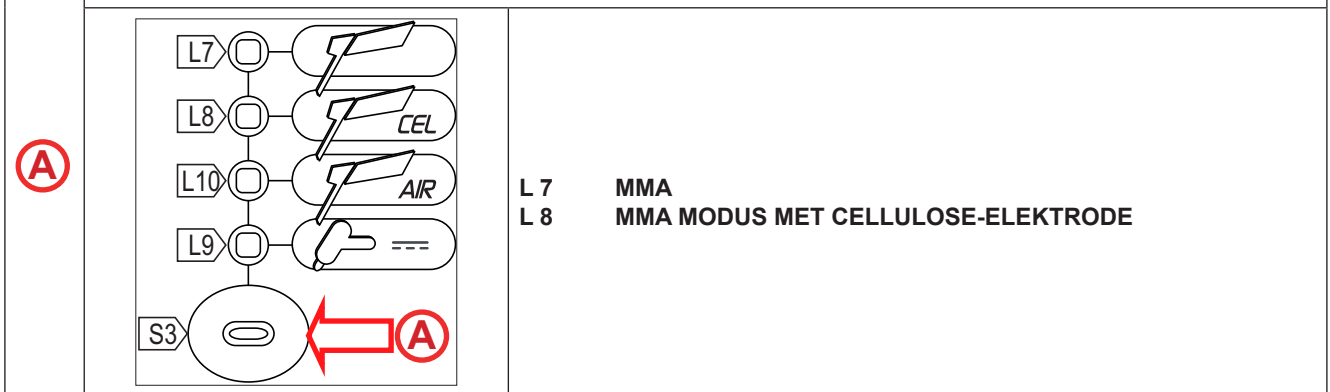 A
L7
L8
CEL
L10
AIR
L9
S3
A
L 7 MMA
L 8 MMA MODUS MET CELLULOSE-ELEKTRODE